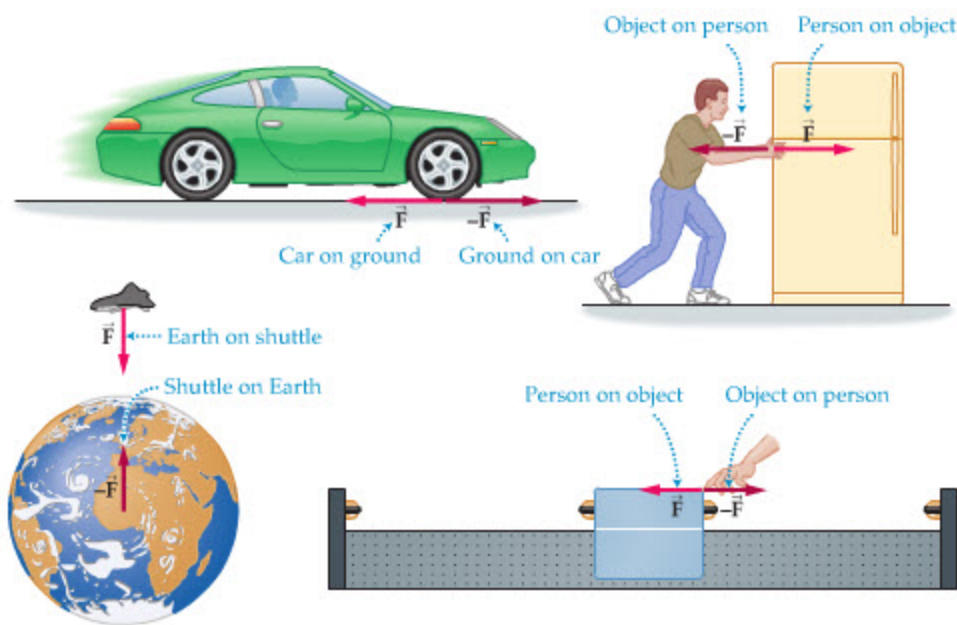 Object on person
Person on object
−F⃗
F⃗
F⃗
−F⃗
Car on ground
Ground on car
F⃗
Earth on shuttle
Shuttle on Earth
−F⃗
Person on object
Object on person
F⃗
−F⃗